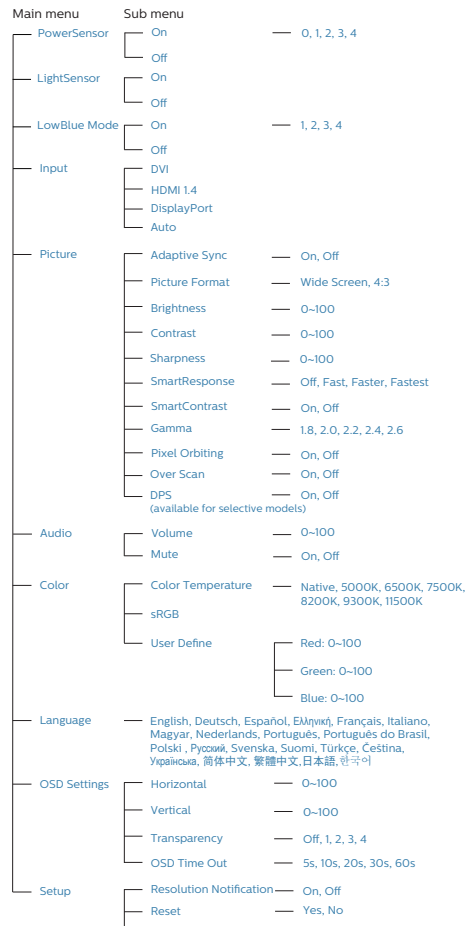 Main menu Sub menu
PowerSensor On 0, 1, 2, 3, 4
Off
LightSensor On
Off
LowBlue Mode On 1, 2, 3, 4
Off
Input DVI
HDMI 1.4
DisplayPort
Auto
Picture Adaptive Sync On, Off
Picture Format Wide Screen, 4:3
Brightness 0~100
Contrast 0~100
Sharpness 0~100
SmartResponse Off, Fast, Faster, Fastest
SmartContrast On, Off
Gamma 1.8, 2.0, 2.2, 2.4, 2.6
Pixel Orbiting On, Off
Over Scan On, Off
DPS On, Off
(available for selective models)
Audio Volume 0~100
Mute On, Off
Color Color Temperature Native, 5000K, 6500K, 7500K,
8200K, 9300K, 11500K
sRGB
User Define Red: 0~100
Green: 0~100
Blue: 0~100
Language English, Deutsch, Español, Ελληνική, Français, Italiano,
Magyar, Nederlands, Português, Português do Brasil,
Polski , Русский, Svenska, Suomi, Türkçe, Čeština,
Українська, 简体中文, 繁體中文,日本語,한국어
OSD Settings Horizontal 0~100
Vertical 0~100
Transparency Off, 1, 2, 3, 4
OSD Time Out 5s, 10s, 20s, 30s, 60s
Setup Resolution Notification On, Off
Reset Yes, No